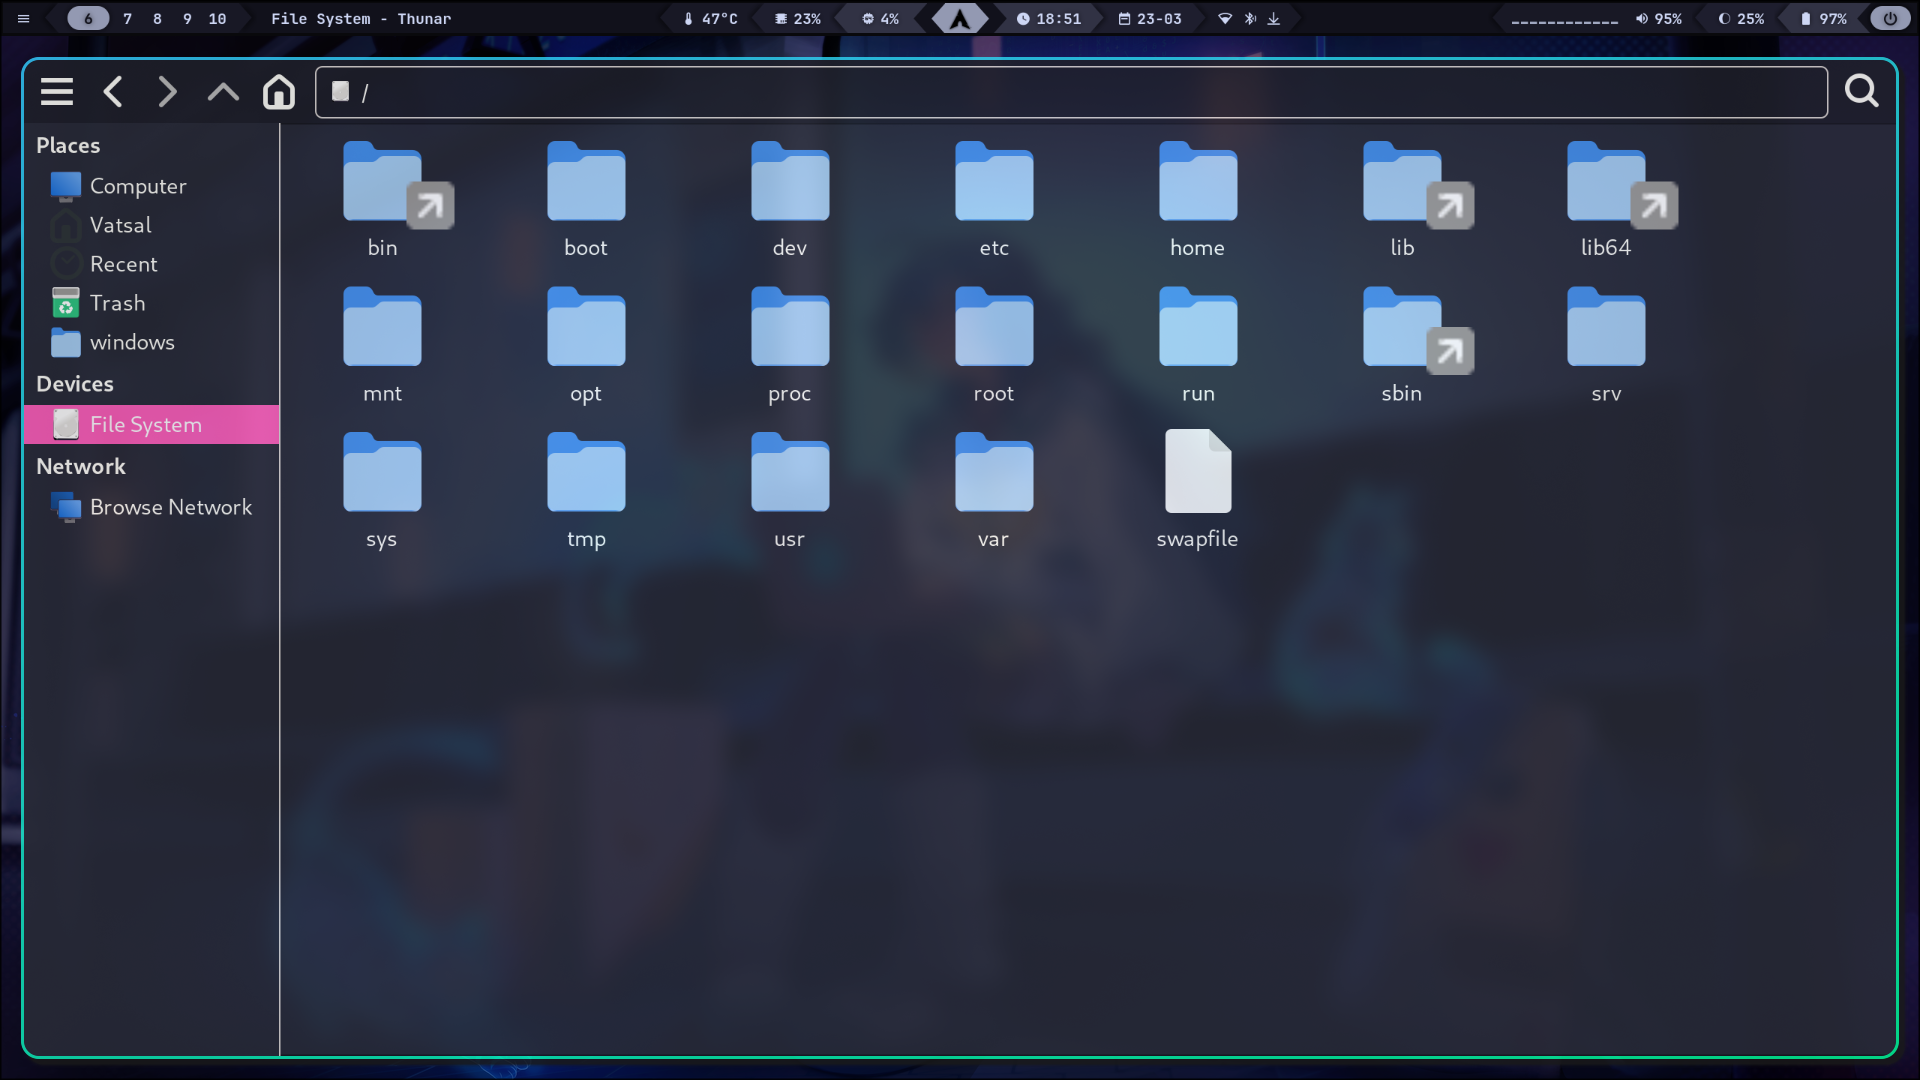 6 7 8 9 10 File System - Thunar 47°C 23% 4% 18:51 23-03 95% 25% 97%
/
Places
Computer
Vatsal
Recent
Trash
windows
Devices
File System
Network
Browse Network
bin boot dev etc home lib lib64
mnt opt proc root run sbin srv
sys tmp usr var swapfile